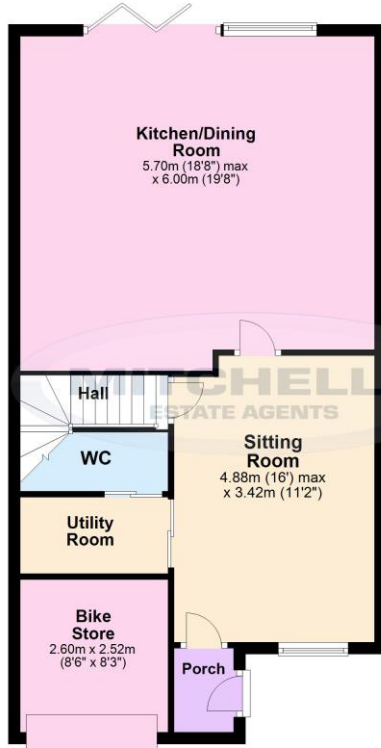 Kitchen/Dining
Room
5.70m (18'8") max
x 6.00m (19'8")
Hall
MITCHELL
ESTATE AGENTS
WC
Sitting
Room
4.88m (16') max
x 3.42m (11'2")
Utility
Room
Bike
Store
2.60m x 2.52m
(8'6" x 8'3")
Porch